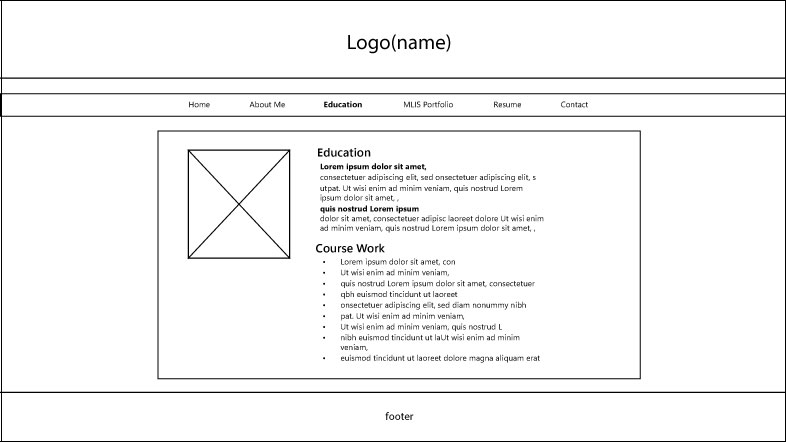 Logo(name)
Home About Me Education MLIS Portfolio Resume Contact
Education
Lorem ipsum dolor sit amet,
consectetuer adipiscing elit, sed onsectetuer adipiscing elit, s
utpat. Ut wisi enim ad minim veniam, quis nostrud Lorem
ipsum dolor sit amet, ,
quis nostrud Lorem ipsum
dolor sit amet, consectetuer adipisc laoreet dolore Ut wisi enim
ad minim veniam, quis nostrud Lorem ipsum dolor sit amet, ,
Course Work
• Lorem ipsum dolor sit amet, con
• Ut wisi enim ad minim veniam,
• quis nostrud Lorem ipsum dolor sit amet, consectetuer
• qbh euismod tincidunt ut laoreet
• onsectetuer adipiscing elit, sed diam nonummy nibh
• pat. Ut wisi enim ad minim veniam,
• Ut wisi enim ad minim veniam, quis nostrud L
• nibh euismod tincidunt ut laUt wisi enim ad minim
veniam,
• euismod tincidunt ut laoreet dolore magna aliquam erat
footer